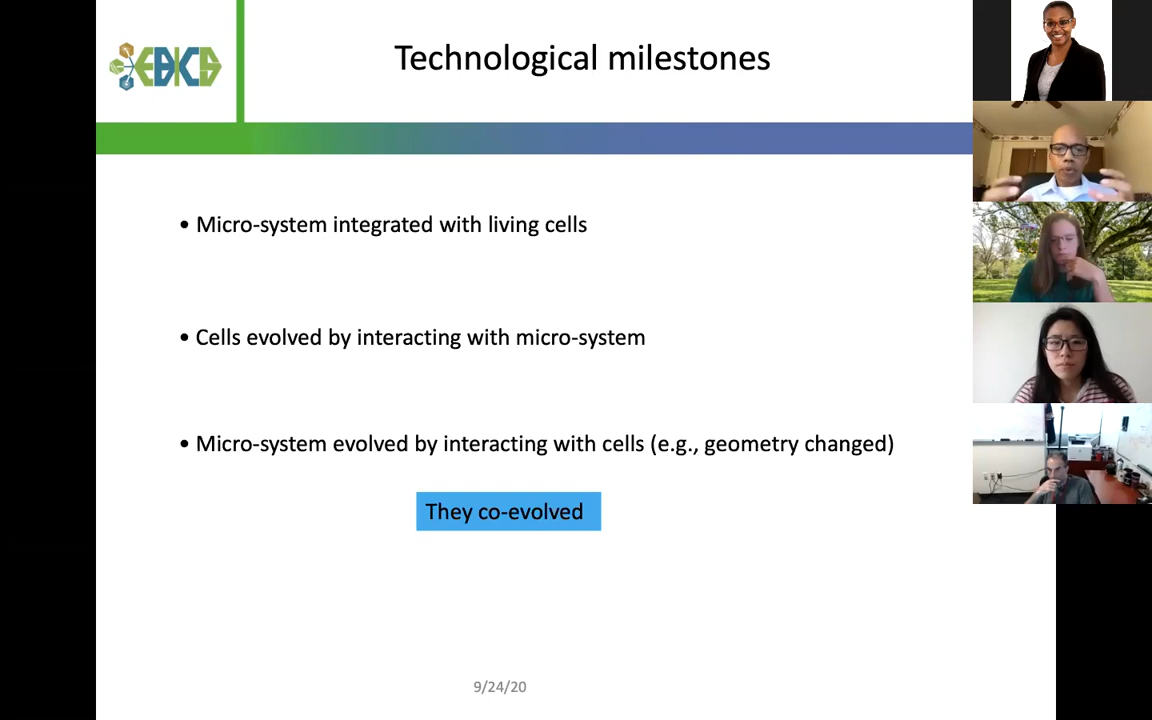 Technological milestones
• Micro-system integrated with living cells
• Cells evolved by interacting with micro-system
• Micro-system evolved by interacting with cells (e.g., geometry changed)
They co-evolved
9/24/20